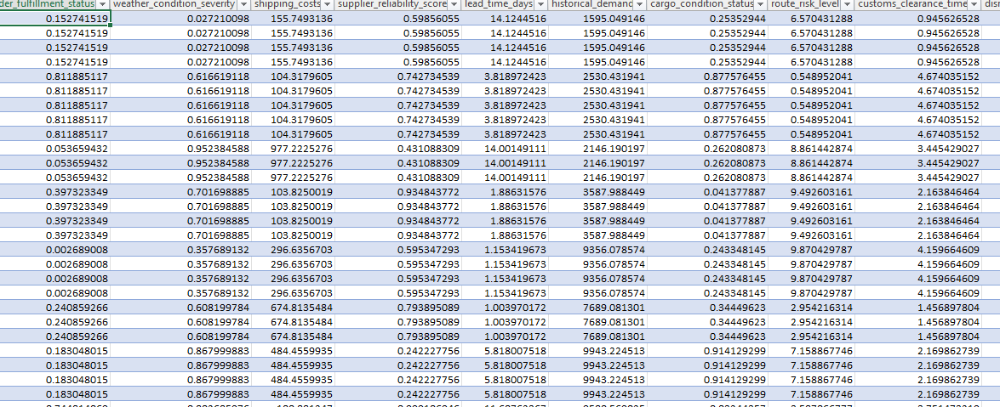 der_fulfillment_status weather_condition_severity shipping_costs supplier_reliability_score lead_time_days historical_demand cargo_condition_status route_risk_level customs_clearance_time
0.152741519 0.027210098 155.7493136 0.59856055 14.1244516 1595.049146 0.25352944 6.570431288 0.945626528
0.152741519 0.027210098 155.7493136 0.59856055 14.1244516 1595.049146 0.25352944 6.570431288 0.945626528
0.152741519 0.027210098 155.7493136 0.59856055 14.1244516 1595.049146 0.25352944 6.570431288 0.945626528
0.152741519 0.027210098 155.7493136 0.59856055 14.1244516 1595.049146 0.25352944 6.570431288 0.945626528
0.811885117 0.616619118 104.3179605 0.742734539 3.818972423 2530.431941 0.877576455 0.548952041 4.674035152
0.811885117 0.616619118 104.3179605 0.742734539 3.818972423 2530.431941 0.877576455 0.548952041 4.674035152
0.811885117 0.616619118 104.3179605 0.742734539 3.818972423 2530.431941 0.877576455 0.548952041 4.674035152
0.811885117 0.616619118 104.3179605 0.742734539 3.818972423 2530.431941 0.877576455 0.548952041 4.674035152
0.811885117 0.616619118 104.3179605 0.742734539 3.818972423 2530.431941 0.877576455 0.548952041 4.674035152
0.053659432 0.952384588 977.2225276 0.431088309 14.00149111 2146.190197 0.262080873 8.861442874 3.445429027
0.053659432 0.952384588 977.2225276 0.431088309 14.00149111 2146.190197 0.262080873 8.861442874 3.445429027
0.053659432 0.952384588 977.2225276 0.431088309 14.00149111 2146.190197 0.262080873 8.861442874 3.445429027
0.397323349 0.701698885 103.8250019 0.934843772 1.88631576 3587.988449 0.041377887 9.492603161 2.163846464
0.397323349 0.701698885 103.8250019 0.934843772 1.88631576 3587.988449 0.041377887 9.492603161 2.163846464
0.397323349 0.701698885 103.8250019 0.934843772 1.88631576 3587.988449 0.041377887 9.492603161 2.163846464
0.397323349 0.701698885 103.8250019 0.934843772 1.88631576 3587.988449 0.041377887 9.492603161 2.163846464
0.002689008 0.357689132 296.6356703 0.595347293 1.153419673 9356.078574 0.243348145 9.870429787 4.159664609
0.002689008 0.357689132 296.6356703 0.595347293 1.153419673 9356.078574 0.243348145 9.870429787 4.159664609
0.002689008 0.357689132 296.6356703 0.595347293 1.153419673 9356.078574 0.243348145 9.870429787 4.159664609
0.002689008 0.357689132 296.6356703 0.595347293 1.153419673 9356.078574 0.243348145 9.870429787 4.159664609
0.240859266 0.608199784 674.8135484 0.793895089 1.003970172 7689.081301 0.34449623 2.954216314 1.456897804
0.240859266 0.608199784 674.8135484 0.793895089 1.003970172 7689.081301 0.34449623 2.954216314 1.456897804
0.240859266 0.608199784 674.8135484 0.793895089 1.003970172 7689.081301 0.34449623 2.954216314 1.456897804
0.183048015 0.867999883 484.4559935 0.242227756 5.818007518 9943.224513 0.914129299 7.158867746 2.169862739
0.183048015 0.867999883 484.4559935 0.242227756 5.818007518 9943.224513 0.914129299 7.158867746 2.169862739
0.183048015 0.867999883 484.4559935 0.242227756 5.818007518 9943.224513 0.914129299 7.158867746 2.169862739
0.183048015 0.867999883 484.4559935 0.242227756 5.818007518 9943.224513 0.914129299 7.158867746 2.169862739